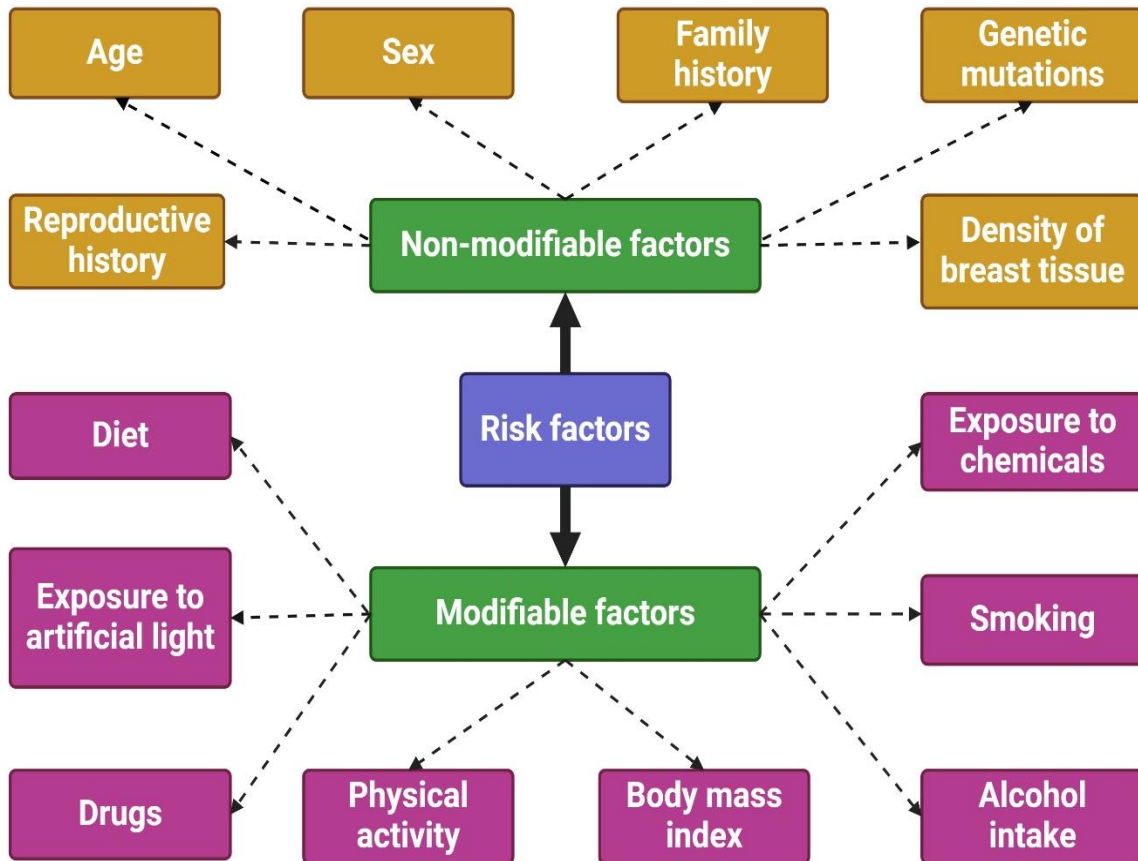 Age
Sex
Family
history
Genetic
mutations
Reproductive
history
Non-modifiable factors
Density of
breast tissue
Risk factors
Diet
Exposure to
chemicals
Exposure to
artificial light
Modifiable factors
Smoking
Drugs
Physical
activity
Body mass
index
Alcohol
intake